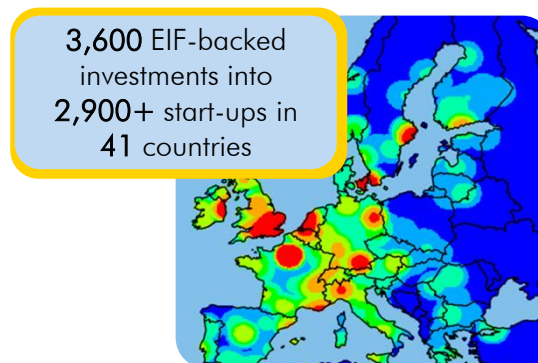 3,600 EIF-backed
investments into
2,900+ start-ups in
41 countries